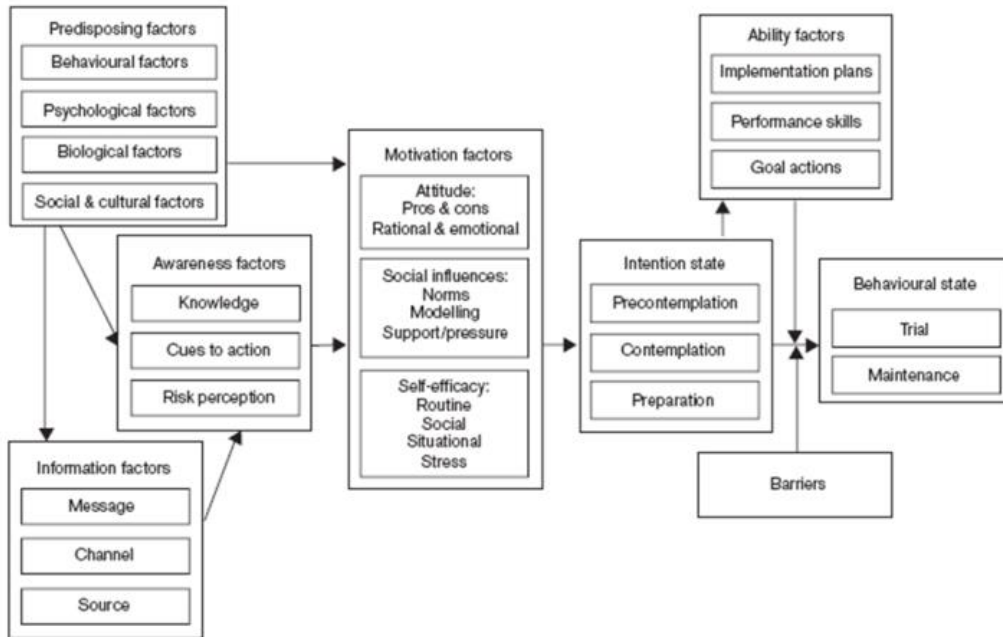 Predisposing factors
Behavioural factors
Psychological factors
Biological factors
Social & cultural factors
Awareness factors
Knowledge
Cues to action
Risk perception
Information factors
Message
Channel
Source
Motivation factors
Attitude:
Pros & cons
Rational & emotional
Social influences:
Norms
Modelling
Support/pressure
Self-efficacy:
Routine
Social
Situational
Stress
Intention state
Precontemplation
Contemplation
Preparation
Ability factors
Implementation plans
Performance skills
Goal actions
Barriers
Behavioural state
Trial
Maintenance